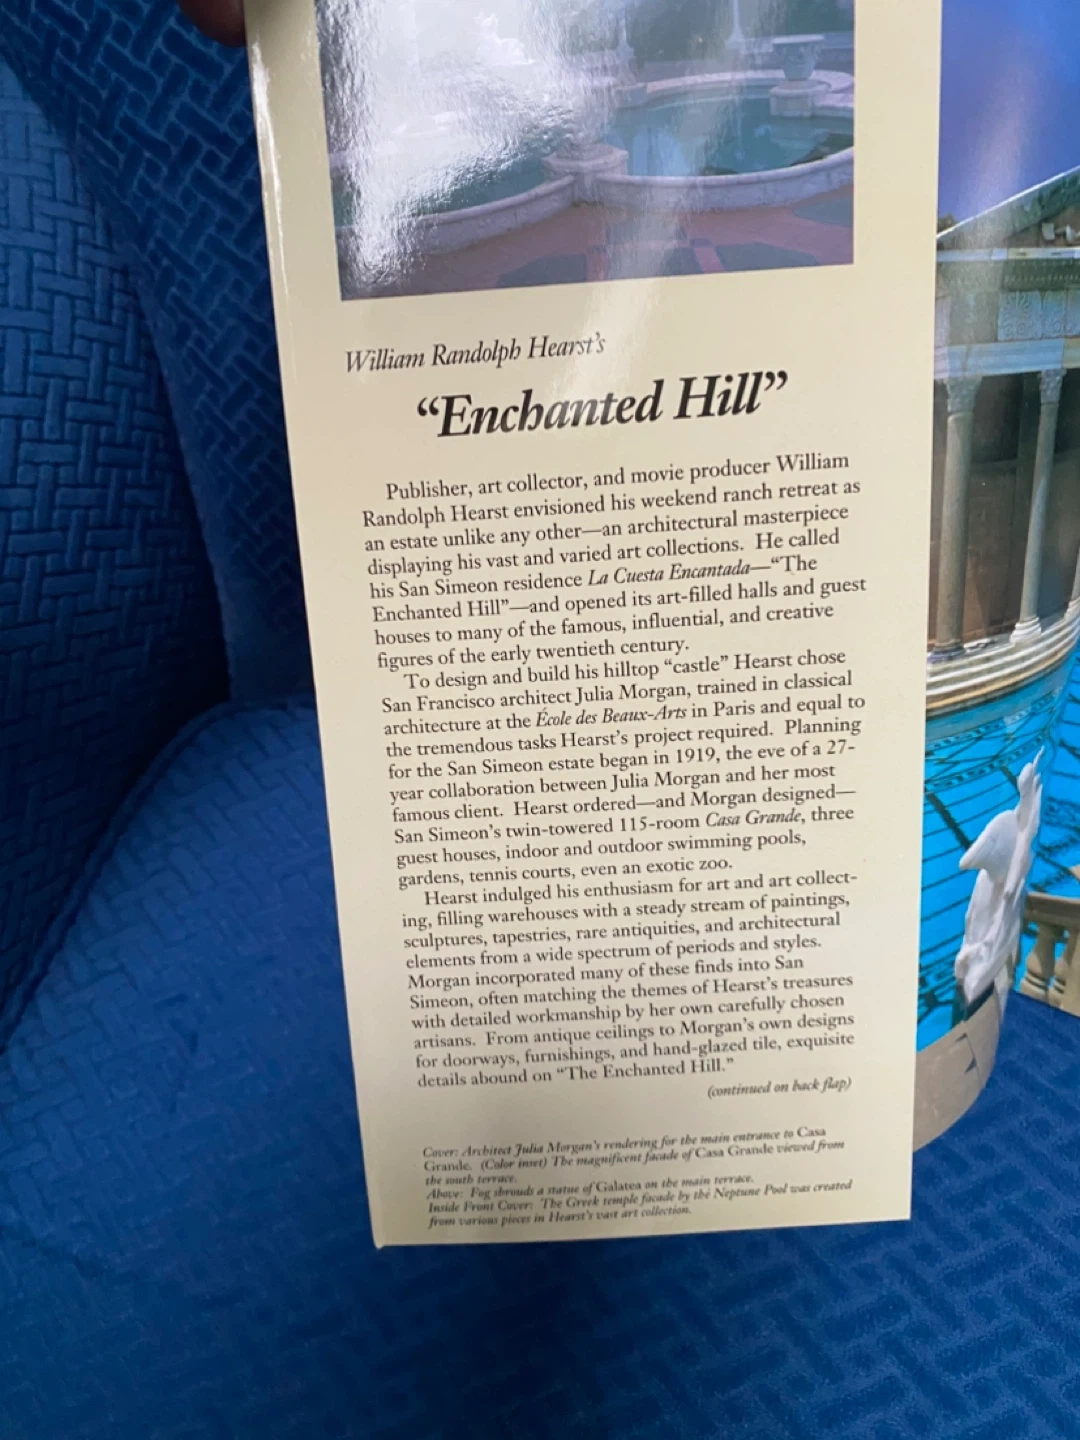 William Randolph Hearst's
“Enchanted Hill”
Publisher, art collector, and movie producer William
Randolph Hearst envisioned his weekend ranch retreat as
an estate unlike any other—an architectural masterpiece
displaying his vast and varied art collections. He called
his San Simeon residence La Cuesta Encantada—“The
Enchanted Hill”—and opened its art-filled halls and guest
houses to many of the famous, influential, and creative
figures of the early twentieth century.
To design and build his hilltop “castle” Hearst chose
San Francisco architect Julia Morgan, trained in classical
architecture at the École des Beaux-Arts in Paris and equal to
the tremendous tasks Hearst's project required. Planning
for the San Simeon estate began in 1919, the eve of a 27-
year collaboration between Julia Morgan and her most
famous client. Hearst ordered—and Morgan designed—
San Simeon's twin-towered 115-room Casa Grande, three
guest houses, indoor and outdoor swimming pools,
gardens, tennis courts, even an exotic zoo.
Hearst indulged his enthusiasm for art and art collect-
ing, filling warehouses with a steady stream of paintings,
sculptures, tapestries, rare antiquities, and architectural
elements from a wide spectrum of periods and styles.
Morgan incorporated many of these finds into San
Simeon, often matching the themes of Hearst's treasures
with detailed workmanship by her own carefully chosen
artisans. From antique ceilings to Morgan's own designs
for doorways, furnishings, and hand-glazed tile, exquisite
details abound on “The Enchanted Hill.”
(continued on back flap)
Cover: Architect Julia Morgan's rendering for the main entrance to Casa
Grande. (Color inset) The magnificent facade of Casa Grande viewed from
the south terrace.
Above: Fog shrouds a statue of Galatea on the main terrace.
Inside Front Cover: The Greek temple facade by the Neptune Pool was created
from various pieces in Hearst's vast art collection.